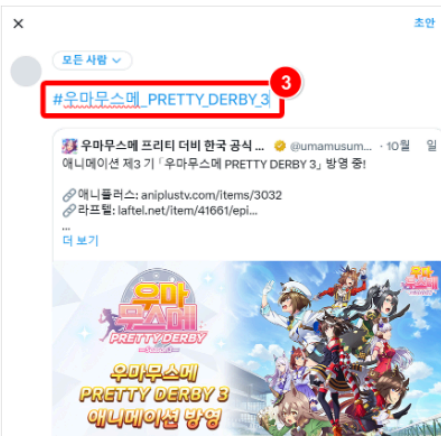 ×
초안
모든 사람
3
#우마무스메_PRETTY_DERBY_3
우마무스메 프리티 더비 한국 공식 ... @umamusum... · 10월 일
애니메이션 제3 기 「우마무스메 PRETTY DERBY 3」 방영 중!
애니플러스: aniplustv.com/items/3032
라프텔: laftel.net/item/41661/epi...
...
더 보기
우마
무스메
PRETTY DERBY
Season3
우마무스메
PRETTY DERBY 3
애니메이션 방영